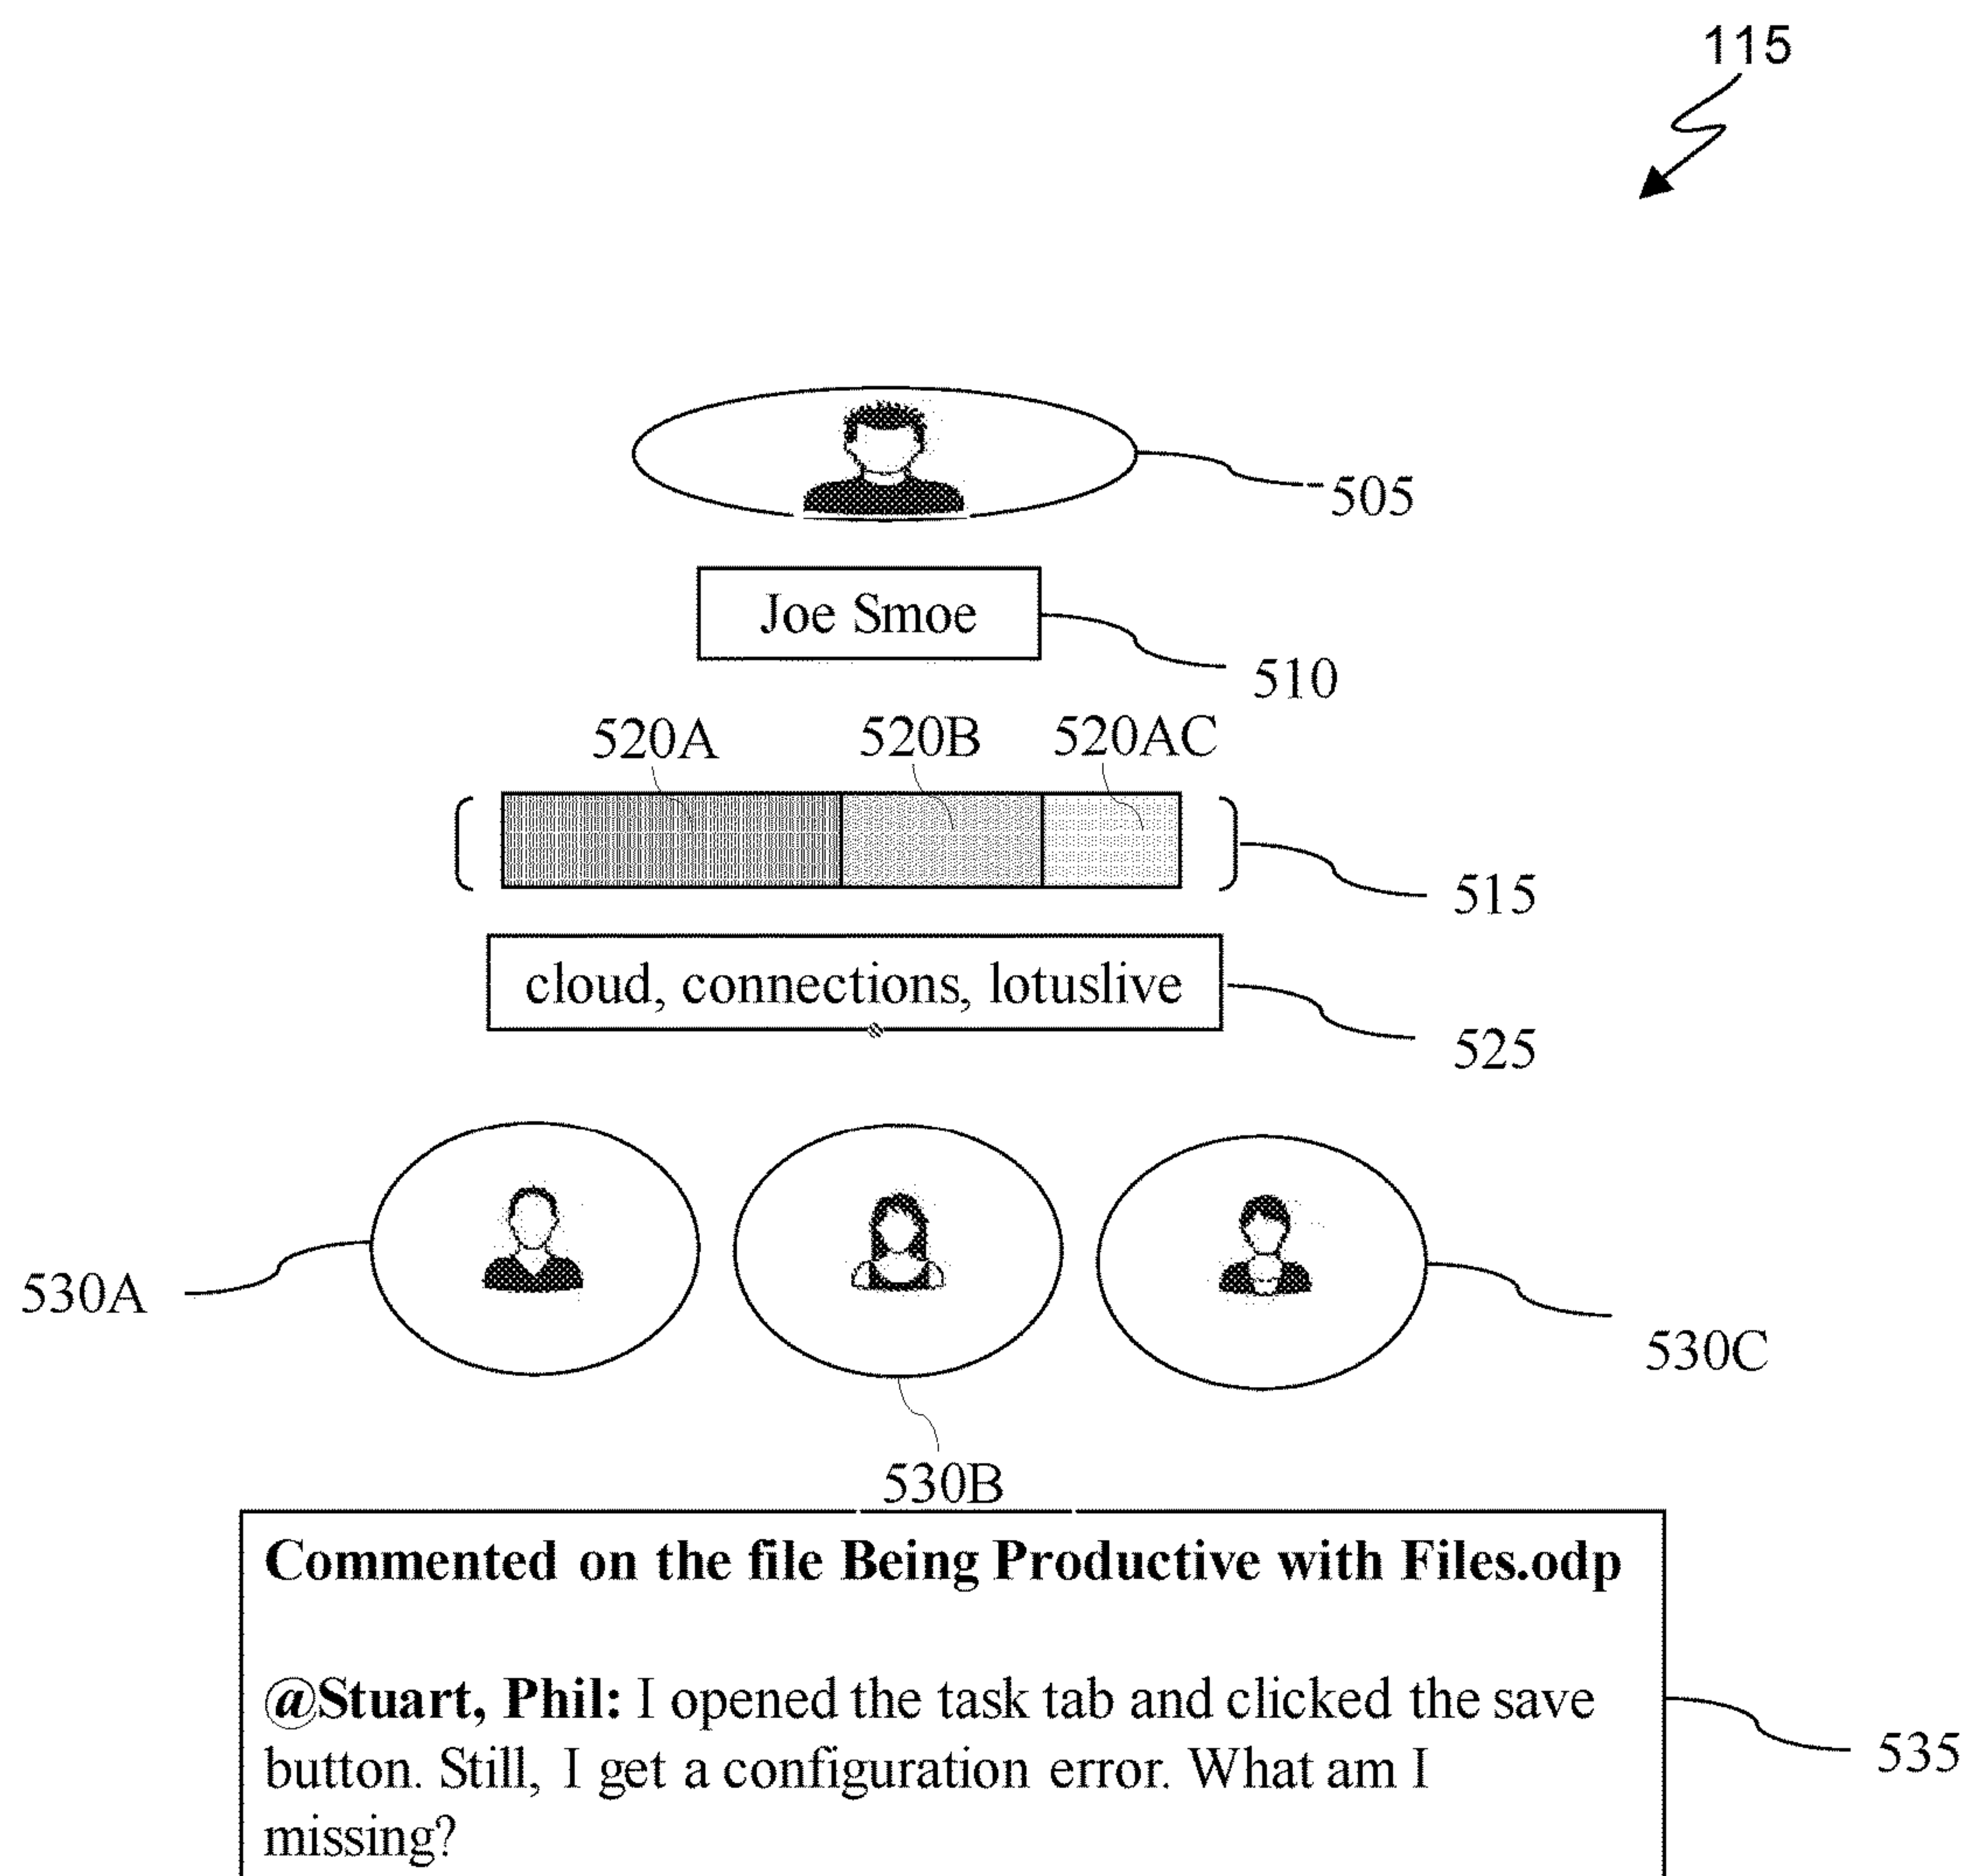 115
505
Joe Smoe
510
520A 520B 520AC
515
cloud, connections, lotuslive
525
530A
530C
530B
Commented on the file Being Productive with Files.odp
@Stuart, Phil: I opened the task tab and clicked the save
button. Still, I get a configuration error. What am I
missing?
535